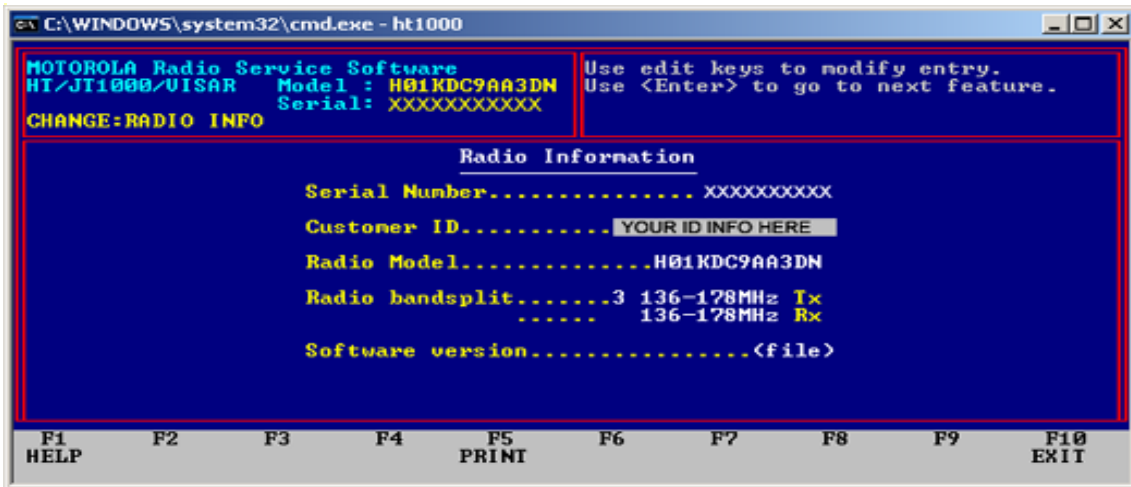 C:\WINDOWS\system32\cmd.exe - ht1000
MOTOROLA Radio Service Software
HT/JT1000/VISAR Model : H01KDC9AA3DN
Serial: XXXXXXXXXXX
CHANGE:RADIO INFO
Use edit keys to modify entry.
Use <Enter> to go to next feature.
Radio Information
Serial Number................ XXXXXXXXXX
Customer ID........... YOUR ID INFO HERE
Radio Model...............H01KDC9AA3DN
Radio bandsplit.......3 136-178MHz Tx
...... 136-178MHz Rx
Software version.................(file)
F1 F2 F3 F4 F5 F6 F7 F8 F9 F10
HELP PRINT EXIT